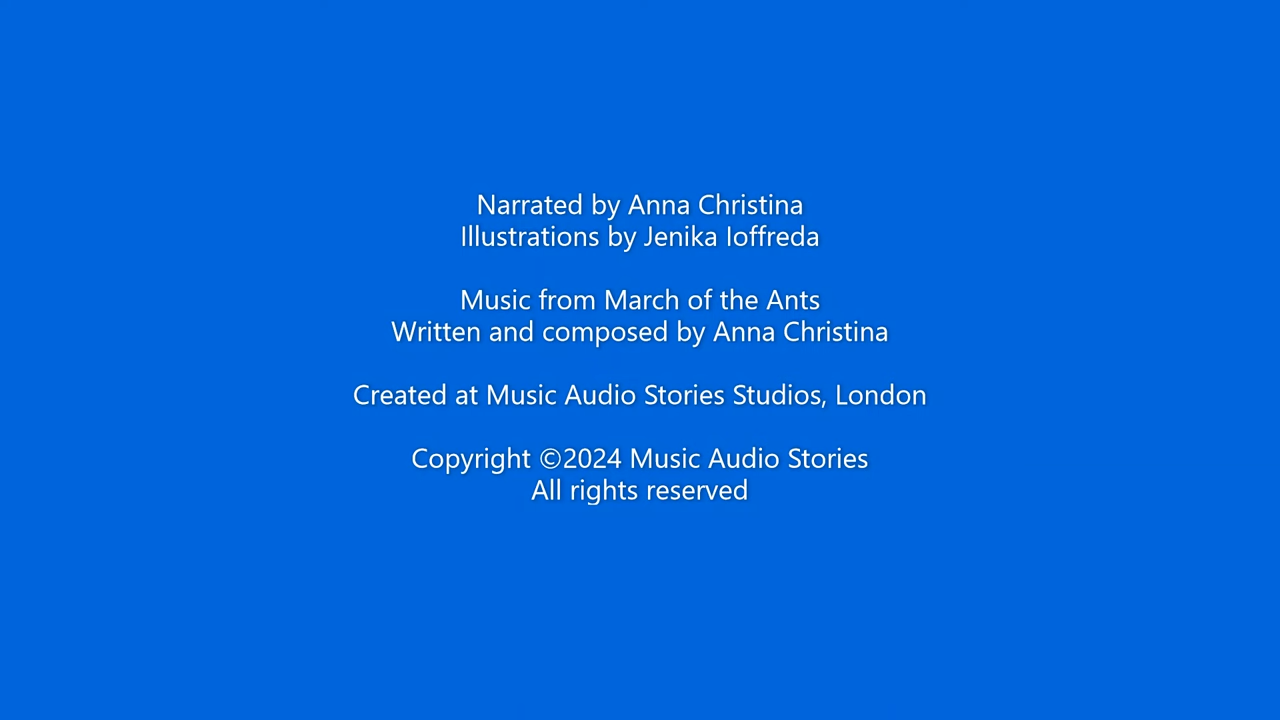 Narrated by Anna Christina
Illustrations by Jenika Ioffreda
Music from March of the Ants
Written and composed by Anna Christina
Created at Music Audio Stories Studios, London
Copyright ©2024 Music Audio Stories
All rights reserved